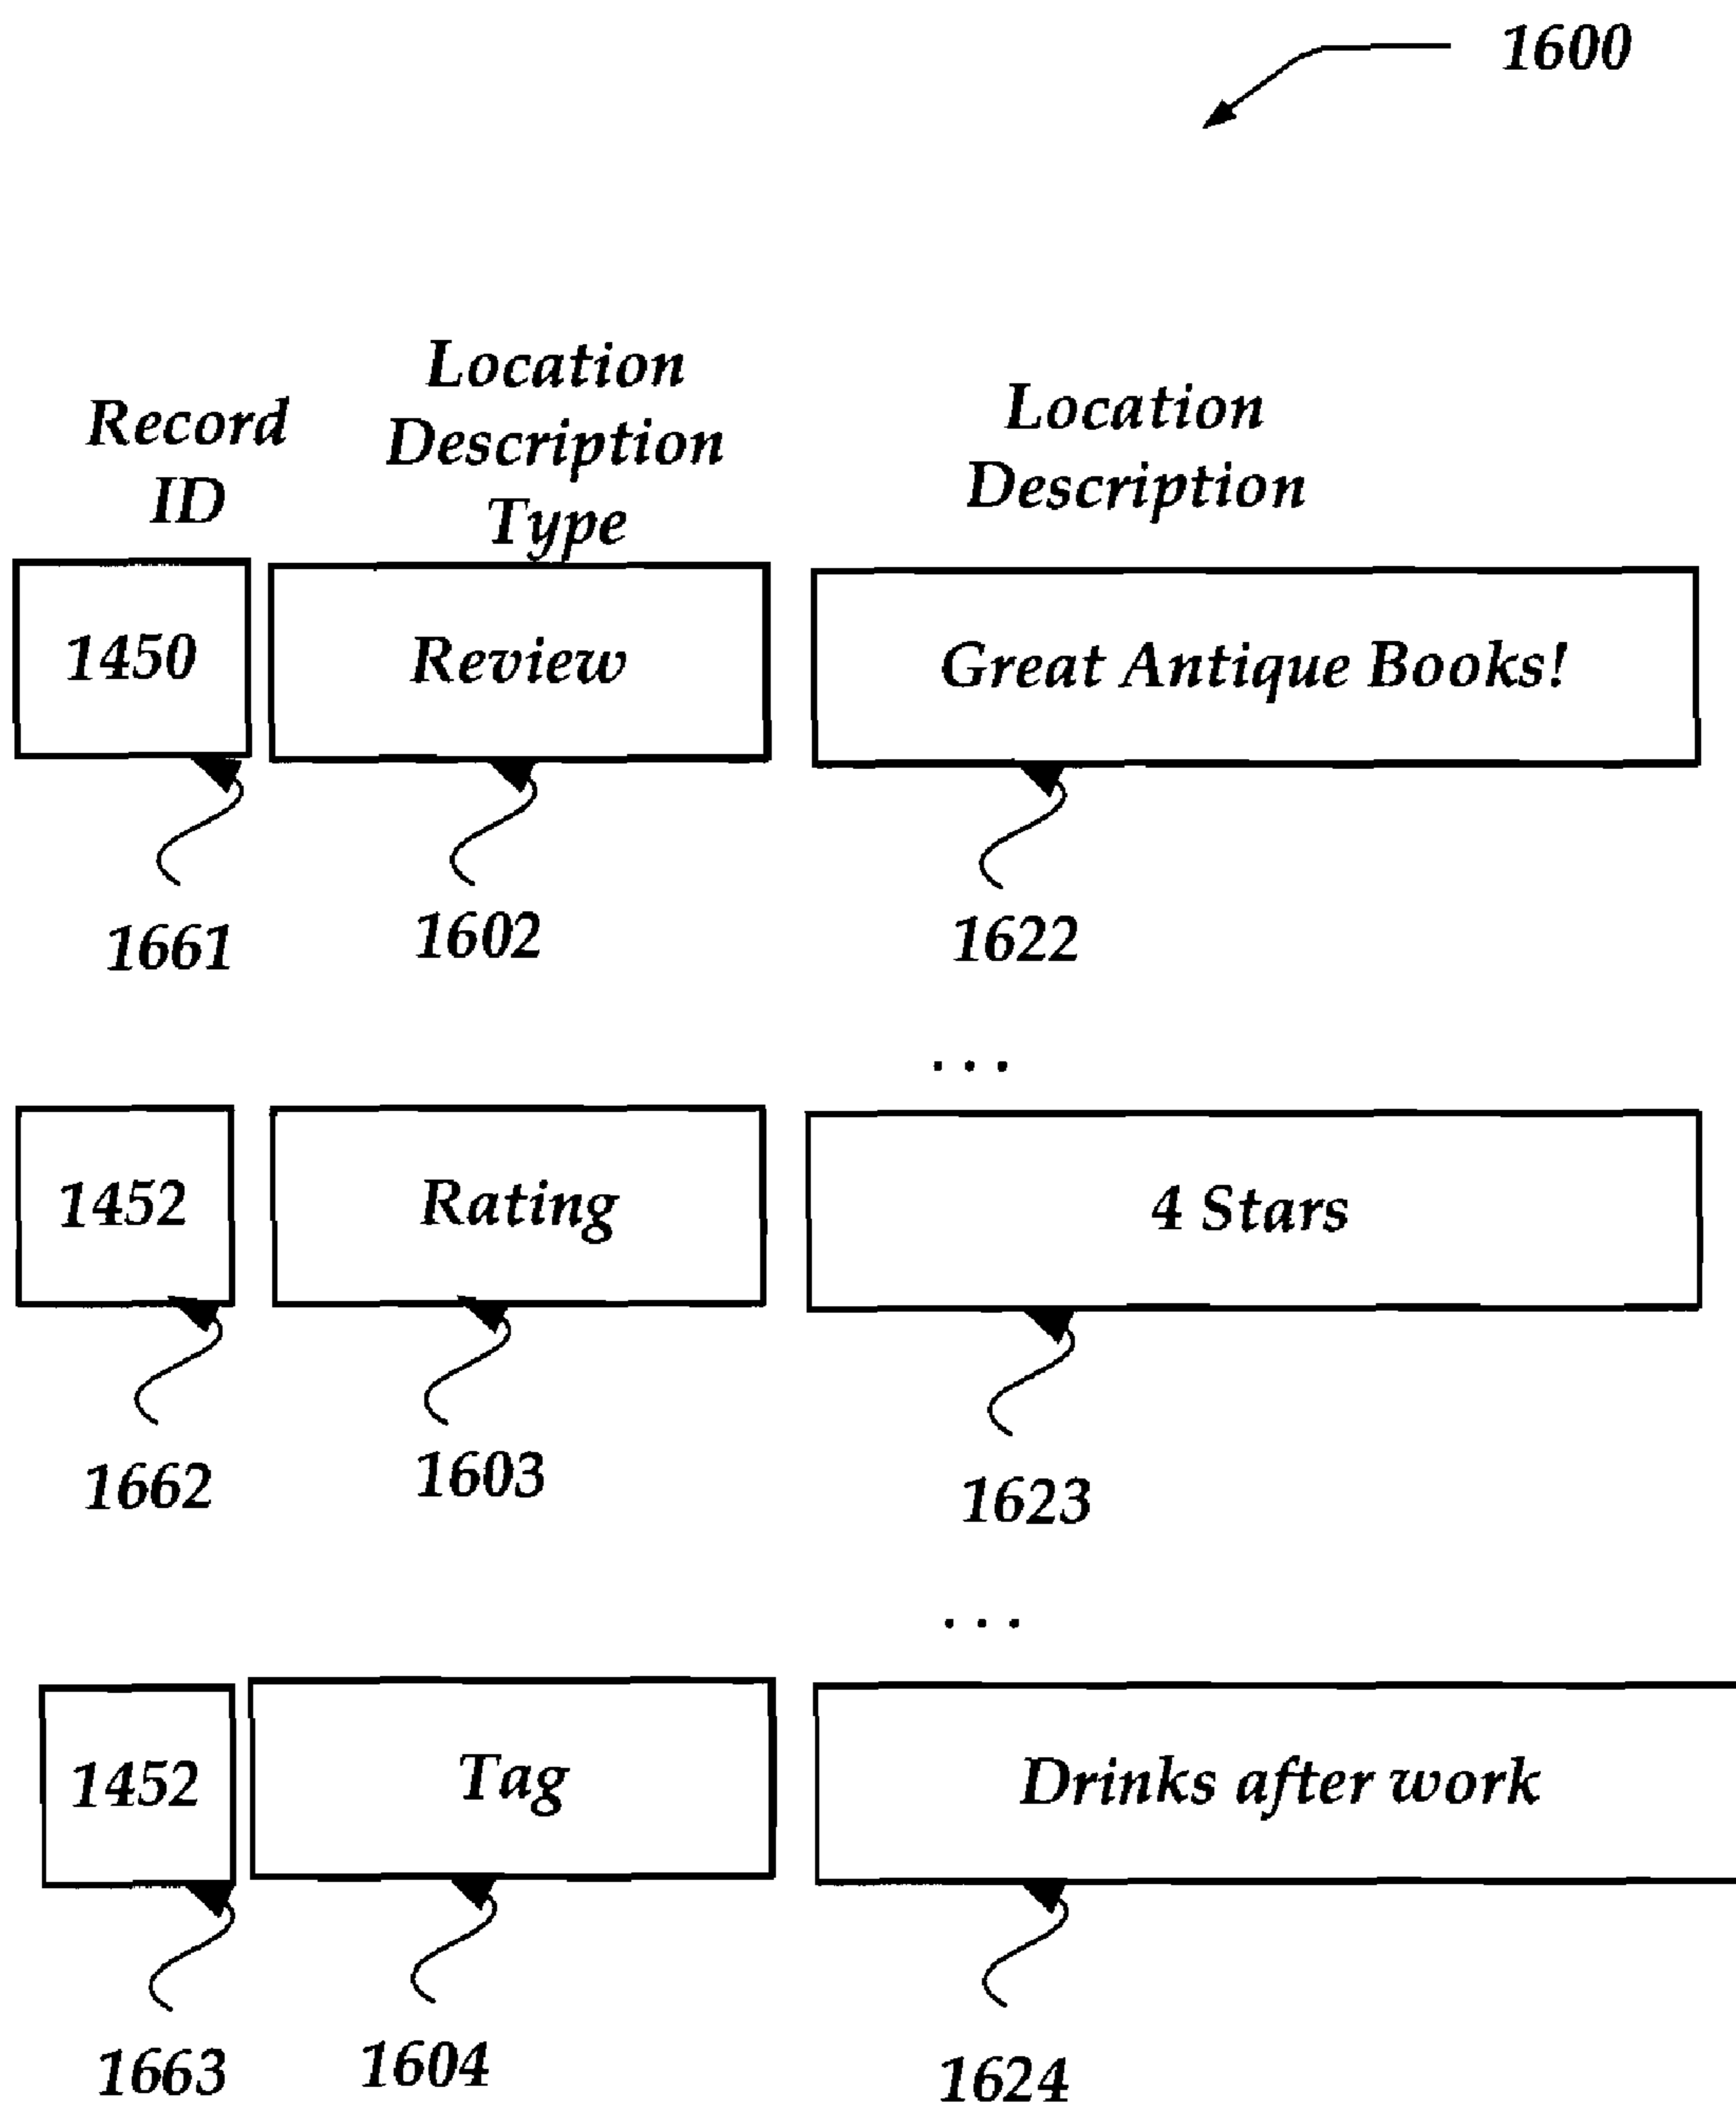 1600
Record
ID
Location
Description
Type
Location
Description
1450
Review
Great Antique Books!
1661
1602
1622
...
1452
Rating
4 Stars
1662
1603
1623
...
1452
Tag
Drinks after work
1663
1604
1624